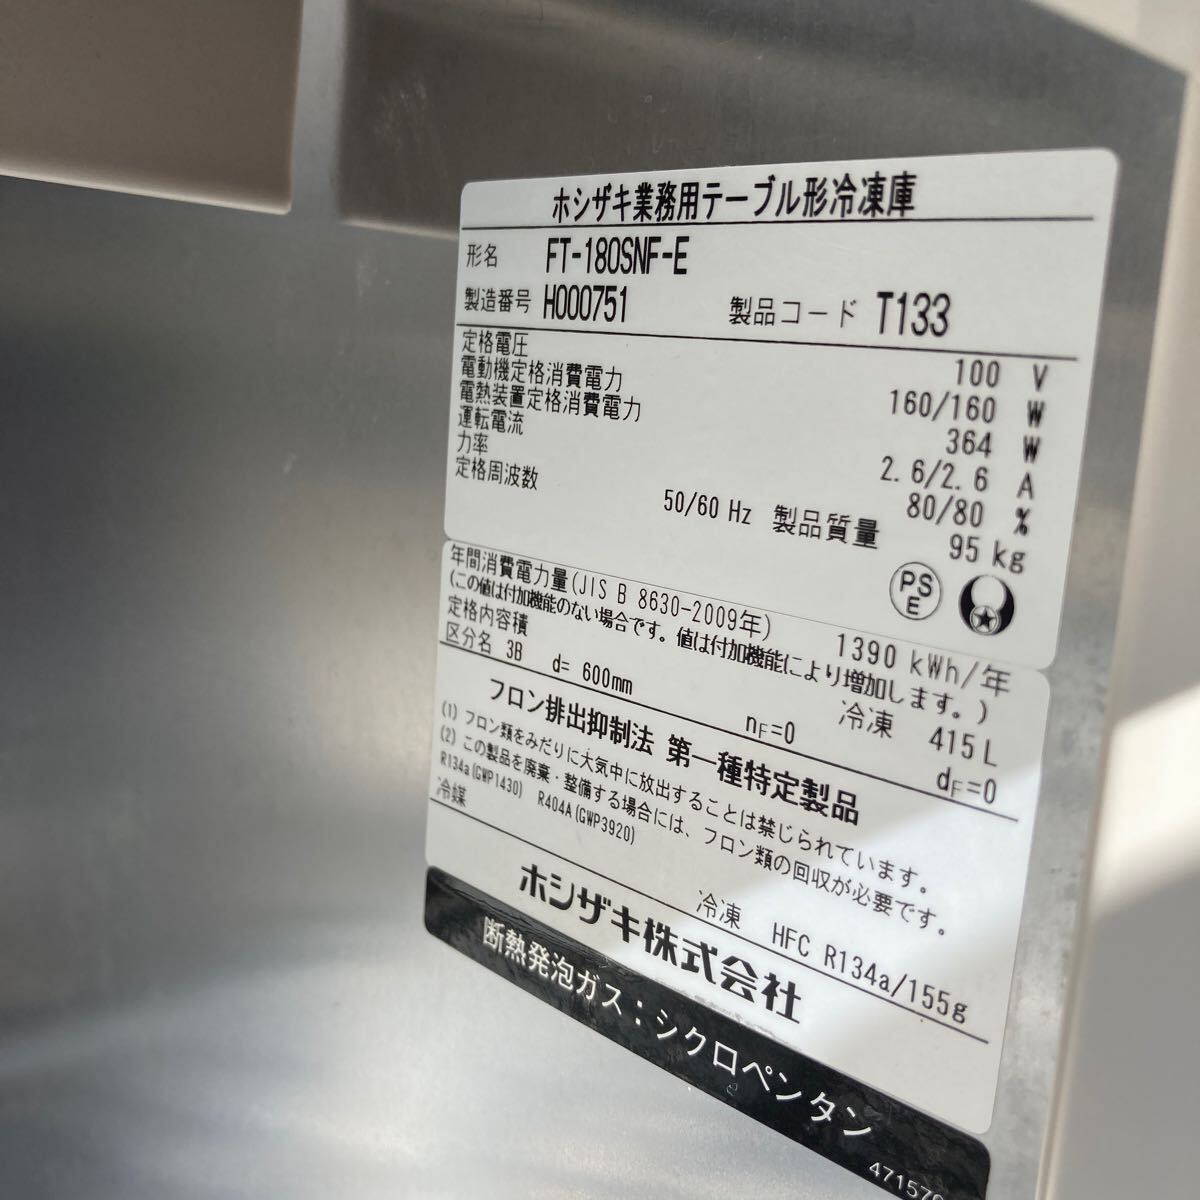 ホシザキ業務用テーブル形冷凍庫
形名 FT-180SNF-E
製造番号 H000751 製品コード T133
定格電圧 100 V
電動機定格消費電力 160/160 W
電熱装置定格消費電力 364 W
運転電流 2.6/2.6 A
力率 80/80 %
定格周波数 50/60 Hz 製品質量 95 kg
PS E
年間消費電力量(JIS B 8630-2009年) 1390 kWh/年
(この値は付加機能のない場合です。値は付加機能により増加します。)
定格内容積 冷凍 415 L
区分名 3B d= 600mm nF=0 dF=0
フロン排出抑制法 第一種特定製品
(1) フロン類をみだりに大気中に放出することは禁じられています。
(2) この製品を廃棄・整備する場合には、フロン類の回収が必要です。
R134a(GWP1430) R404A(GWP3920)
冷媒 冷凍 HFC R134a/155g
ホシザキ株式会社
断熱発泡ガス：シクロペンタン